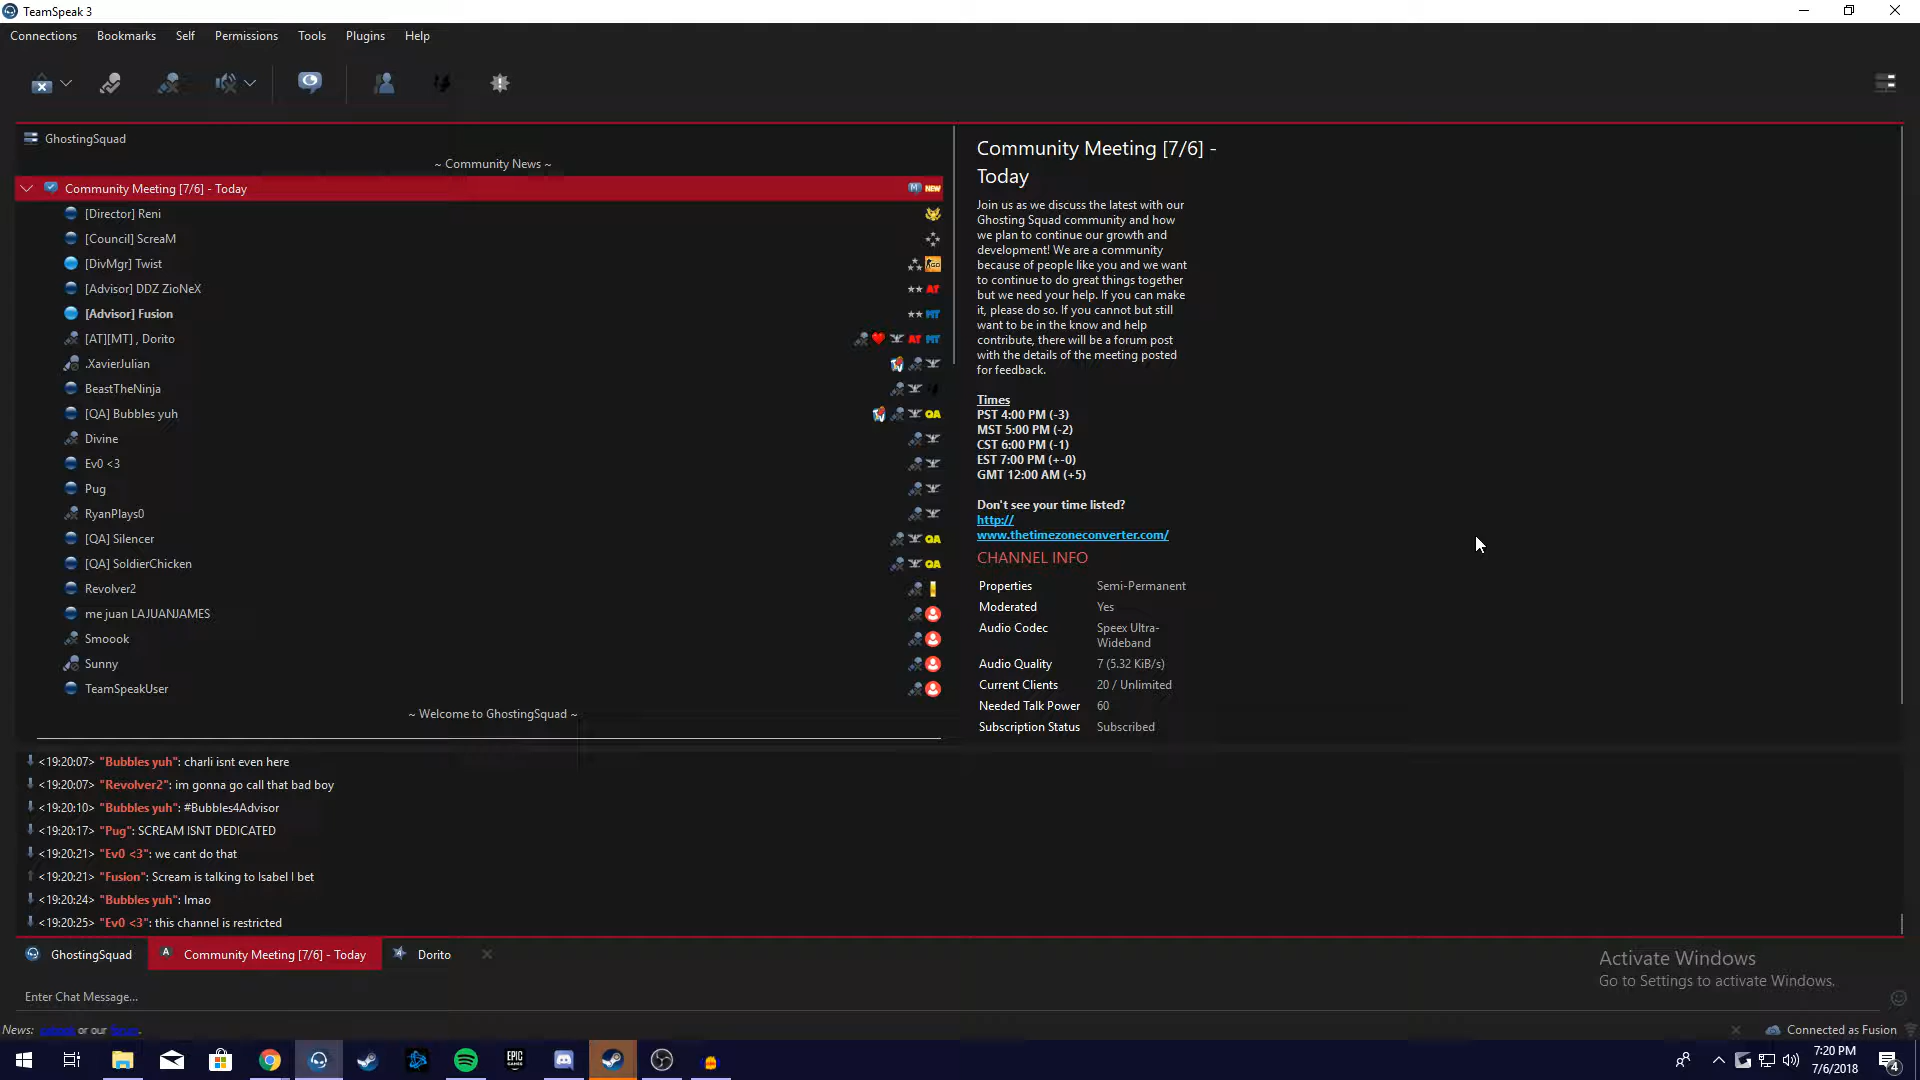 TeamSpeak 3
Connections Bookmarks Self Permissions Tools Plugins Help
GhostingSquad
~ Community News ~
Community Meeting [7/6] - Today
M NEW
[Director] Reni
[Council] ScreaM
[DivMgr] Twist
GO
[Advisor] DDZ ZioNeX
AT
[Advisor] Fusion
MT
[AT][MT] , Dorito
AT MT
.XavierJulian
BeastTheNinja
[QA] Bubbles yuh
QA
Divine
Ev0 <3
Pug
RyanPlays0
[QA] Silencer
QA
[QA] SoldierChicken
QA
Revolver2
me juan LAJUANJAMES
Smoook
Sunny
TeamSpeakUser
~ Welcome to GhostingSquad ~
Community Meeting [7/6] -
Today
Join us as we discuss the latest with our
Ghosting Squad community and how
we plan to continue our growth and
development! We are a community
because of people like you and we want
to continue to do great things together
but we need your help. If you can make
it, please do so. If you cannot but still
want to be in the know and help
contribute, there will be a forum post
with the details of the meeting posted
for feedback.
Times
PST 4:00 PM (-3)
MST 5:00 PM (-2)
CST 6:00 PM (-1)
EST 7:00 PM (+-0)
GMT 12:00 AM (+5)
Don't see your time listed?
http://
www.thetimezoneconverter.com/
CHANNEL INFO
Properties Semi-Permanent
Moderated Yes
Audio Codec Speex Ultra-
Wideband
Audio Quality 7 (5.32 KiB/s)
Current Clients 20 / Unlimited
Needed Talk Power 60
Subscription Status Subscribed
<19:20:07> "Bubbles yuh": charli isnt even here
<19:20:07> "Revolver2": im gonna go call that bad boy
<19:20:10> "Bubbles yuh": #Bubbles4Advisor
<19:20:17> "Pug": SCREAM ISNT DEDICATED
<19:20:21> "Ev0 <3": we cant do that
<19:20:21> "Fusion": Scream is talking to Isabel I bet
<19:20:24> "Bubbles yuh": lmao
<19:20:25> "Ev0 <3": this channel is restricted
GhostingSquad
A Community Meeting [7/6] - Today
Dorito
Activate Windows
Go to Settings to activate Windows.
Enter Chat Message...
News: or our
Connected as Fusion
EPIC
GAMES
7:20 PM
7/6/2018
4